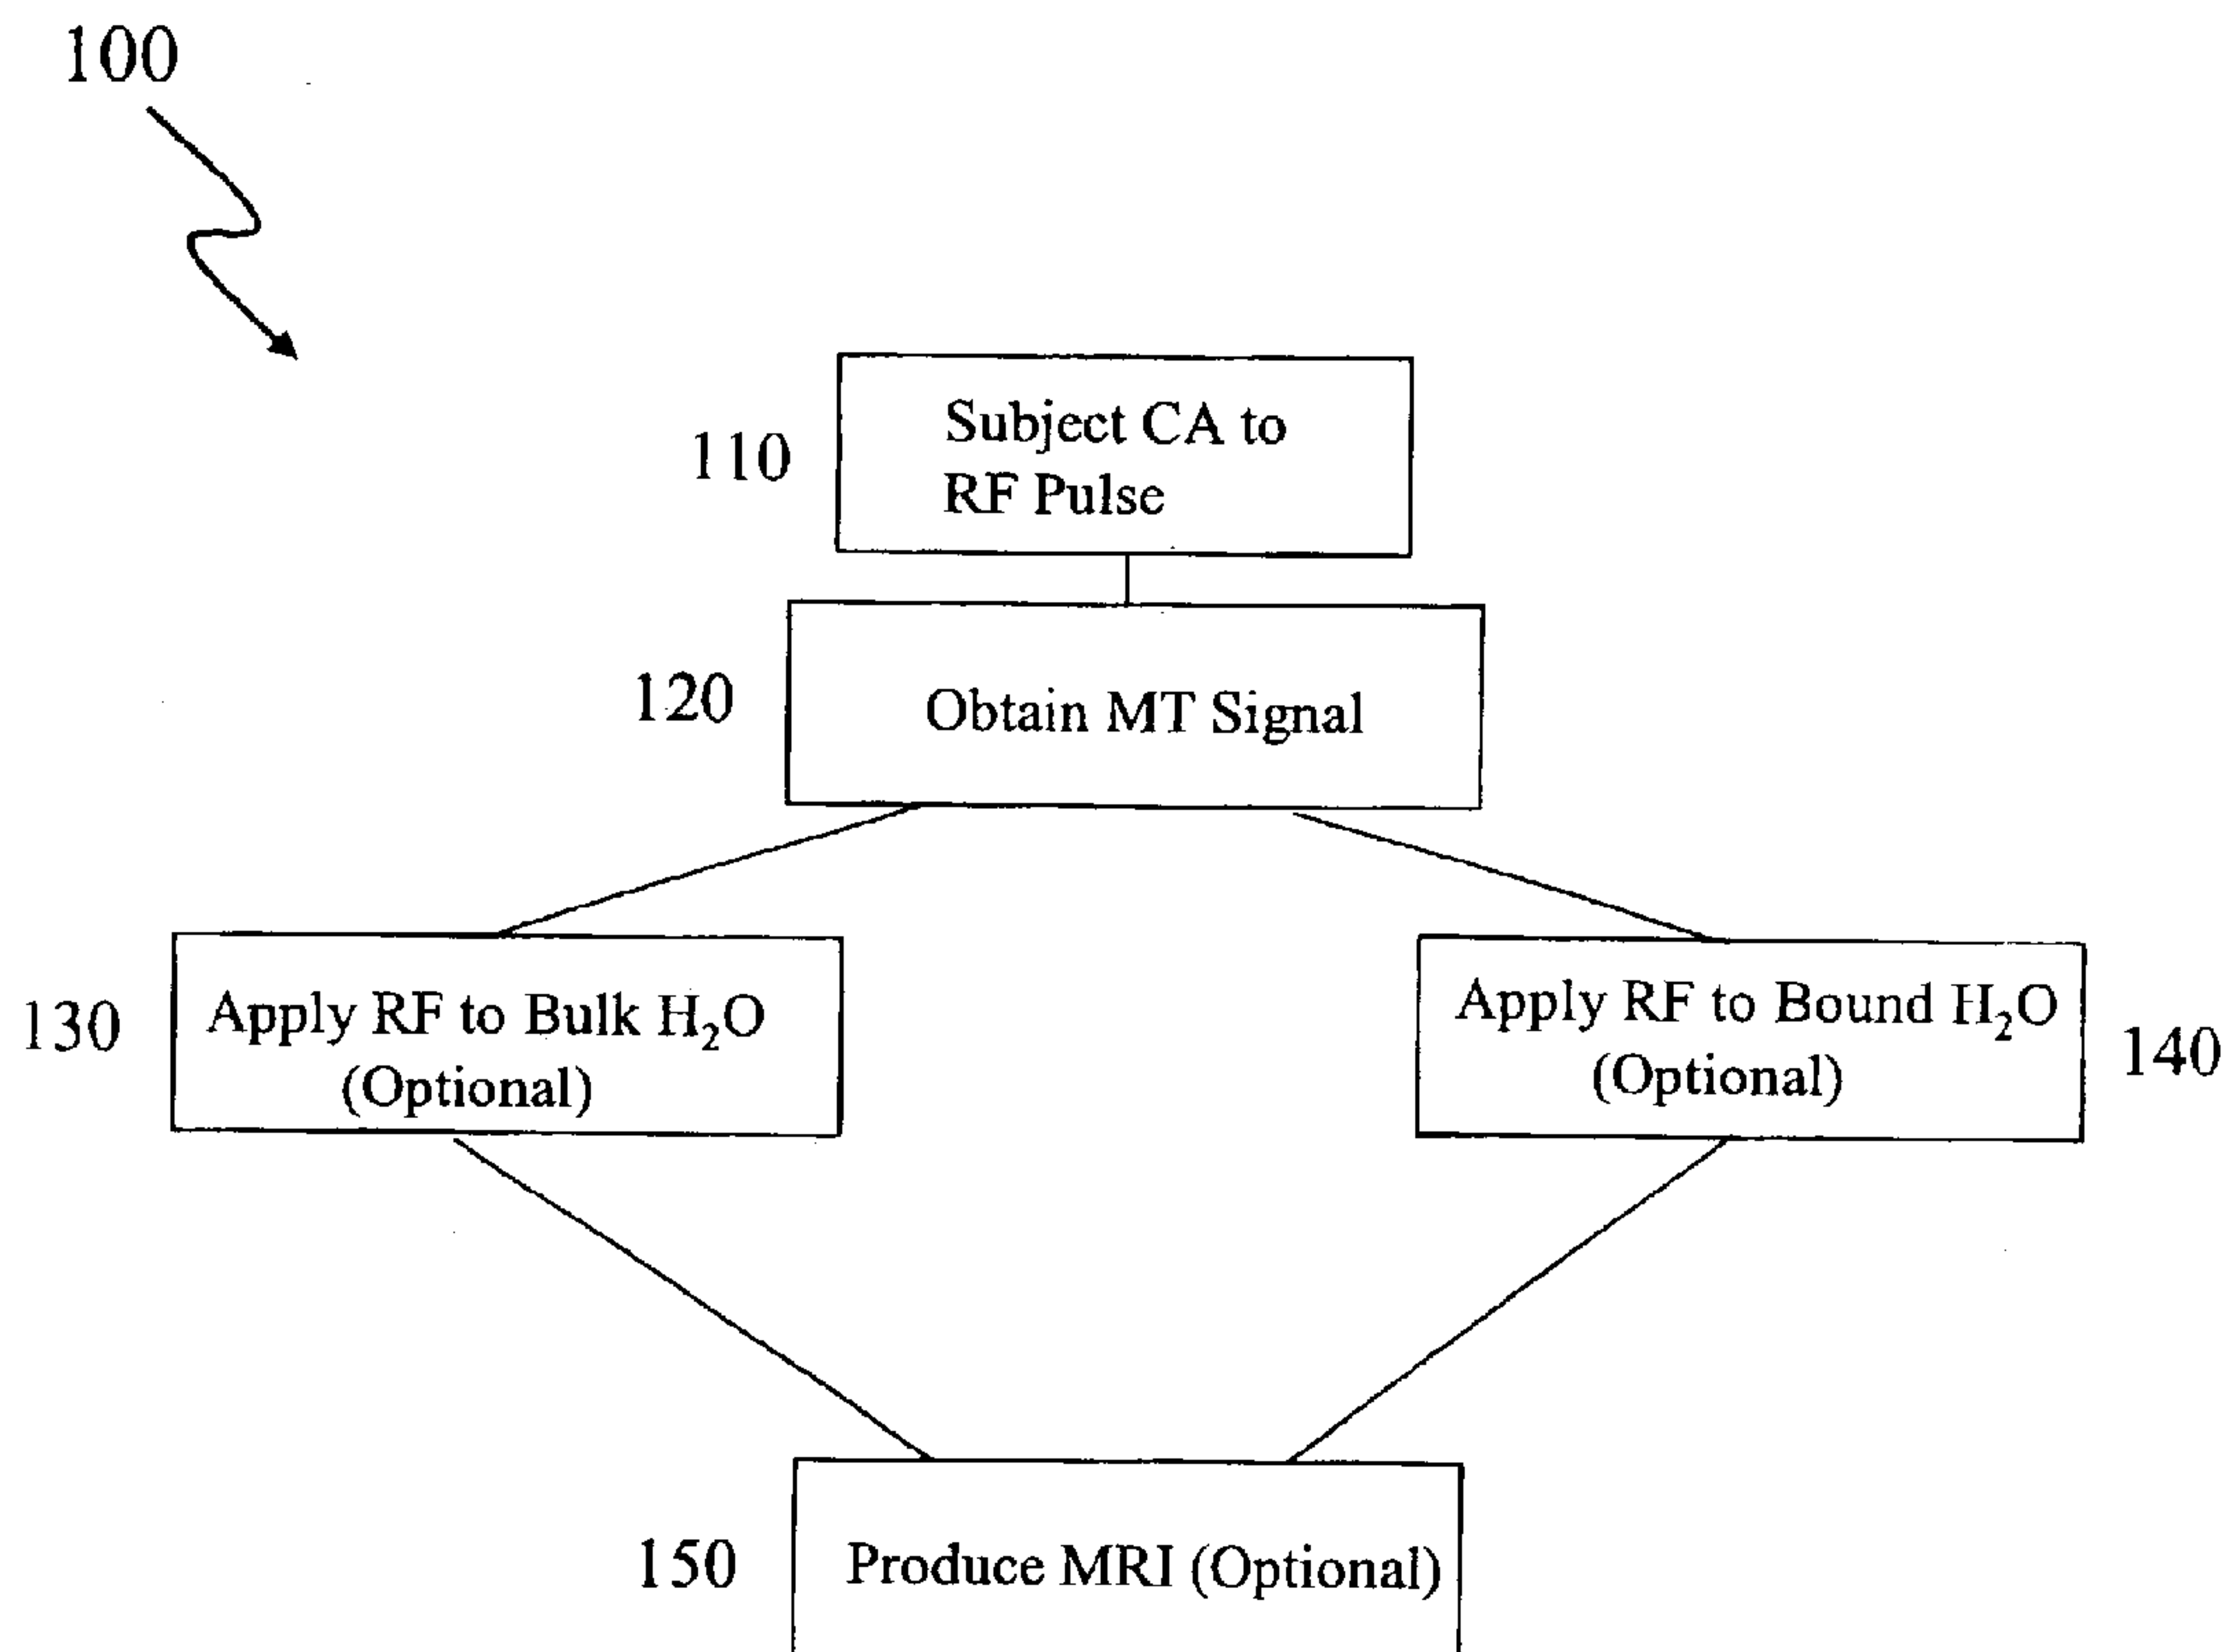 100
110
Subject CA to
RF Pulse
120
Obtain MT Signal
130
Apply RF to Bulk H₂O
(Optional)
Apply RF to Bound H₂O
(Optional)
140
150
Produce MRI (Optional)